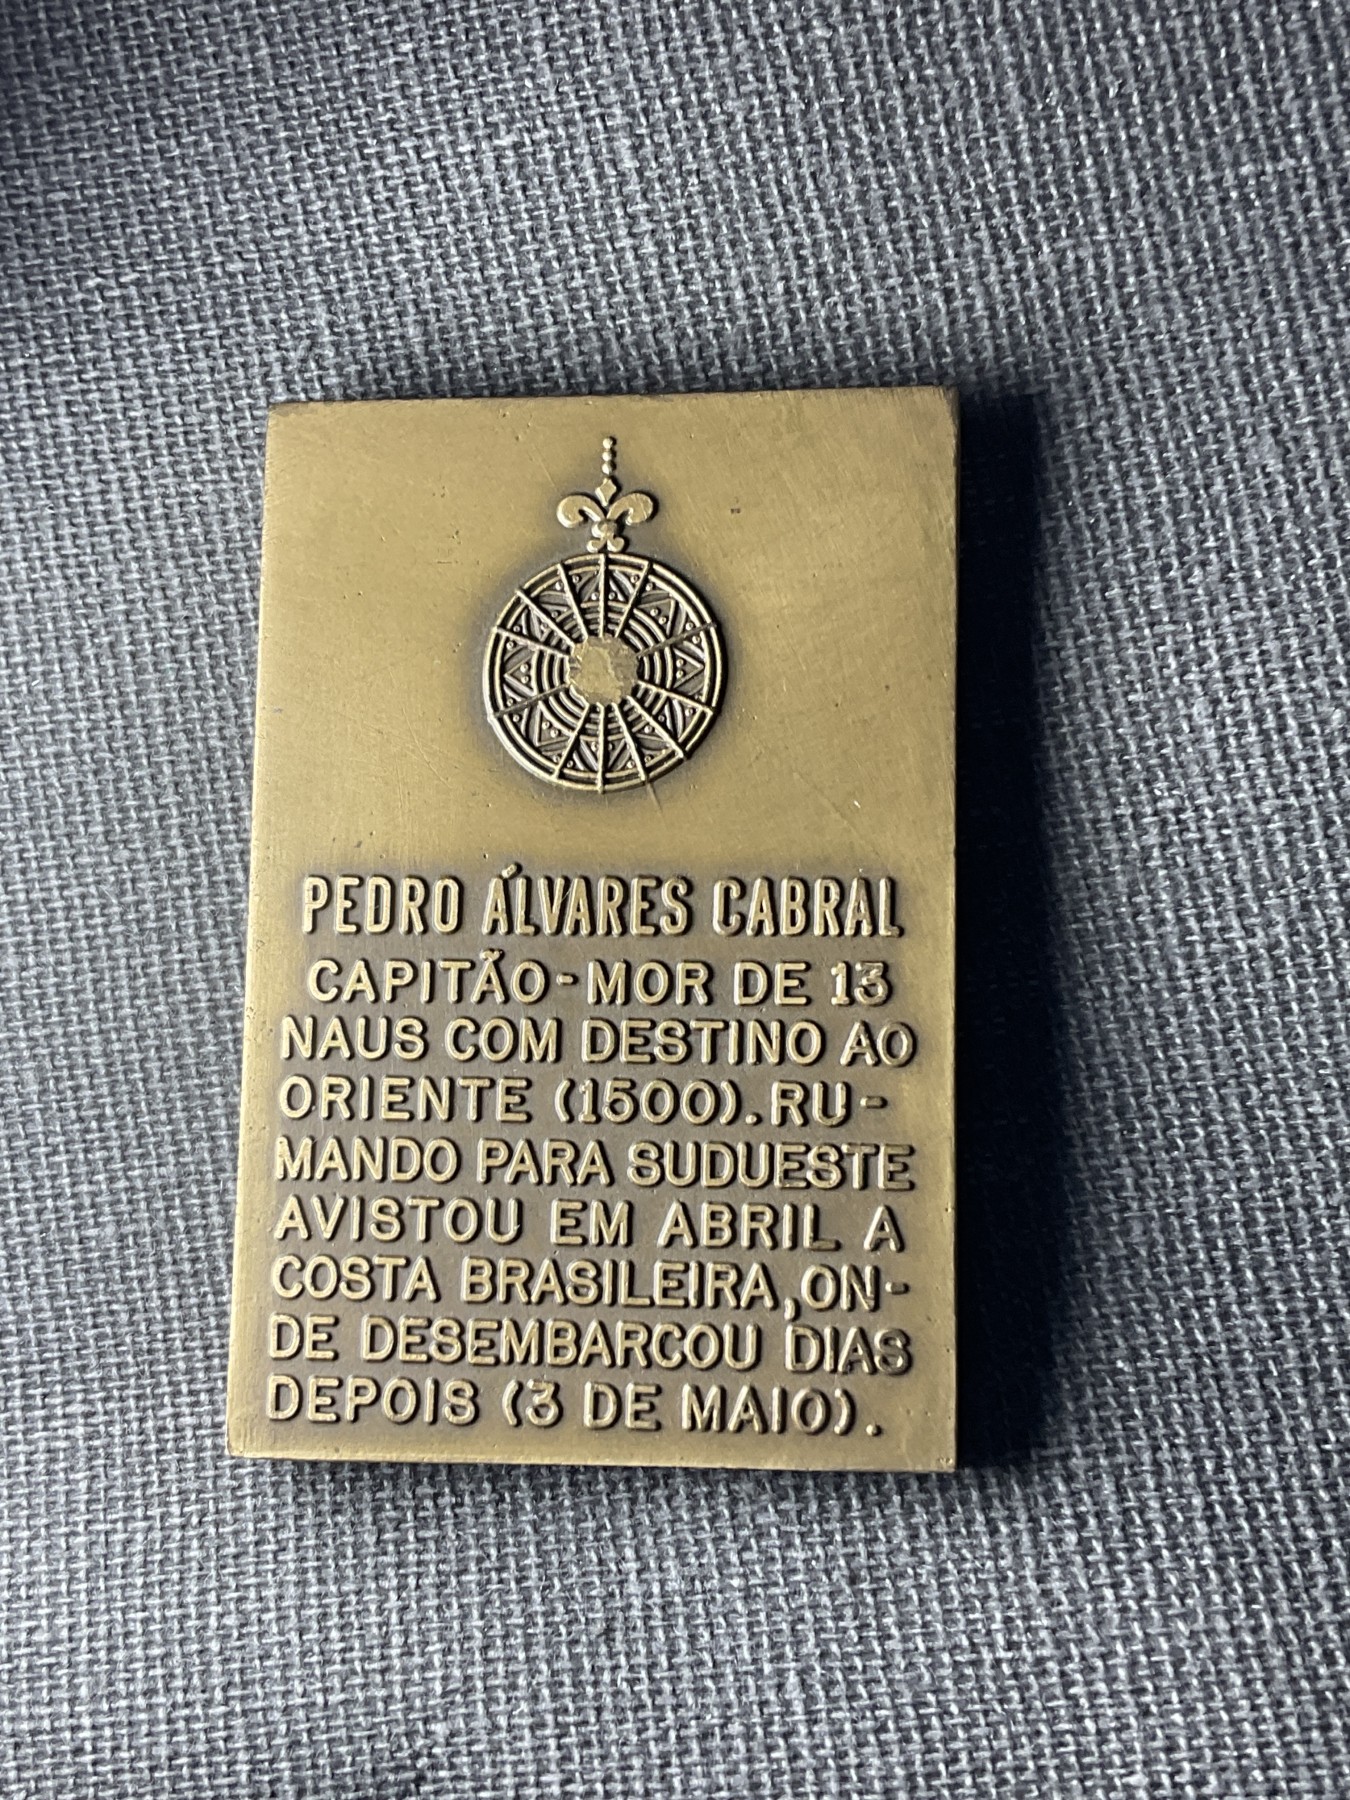 PEDRO ÁLVARES CABRAL
CAPITÃO-MOR DE 13
NAUS COM DESTINO AO
ORIENTE (1500). RU-
MANDO PARA SUDUESTE
AVISTOU EM ABRIL A
COSTA BRASILEIRA, ON-
DE DESEMBARCOU DIAS
DEPOIS (3 DE MAIO).